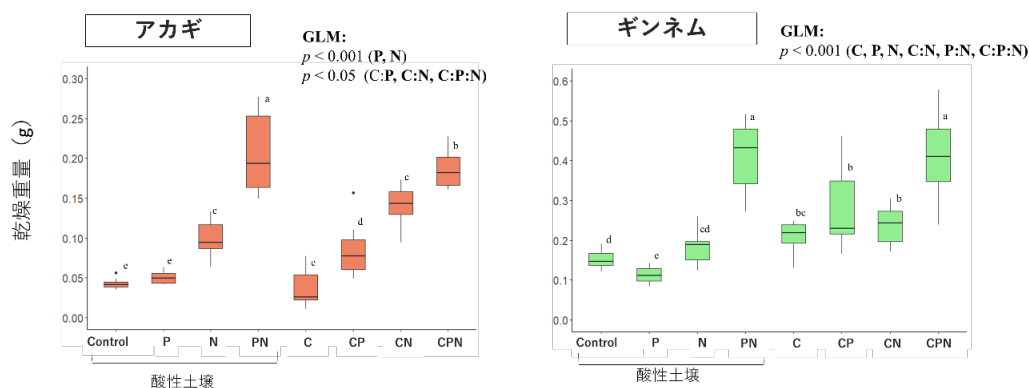 アカギ
GLM:
p < 0.001 (P, N)
p < 0.05 (C:P, C:N, C:P:N)
乾燥重量（g）
0.30
0.25
0.20
0.15
0.10
0.05
0.00
e
e
c
a
e
d
c
b
Control P N PN C CP CN CPN
酸性土壌
ギンネム
GLM:
p < 0.001 (C, P, N, C:N, P:N, C:P:N)
0.6
0.5
0.4
0.3
0.2
0.1
0.0
d
e
cd
a
bc
b
b
a
Control P N PN C CP CN CPN
酸性土壌